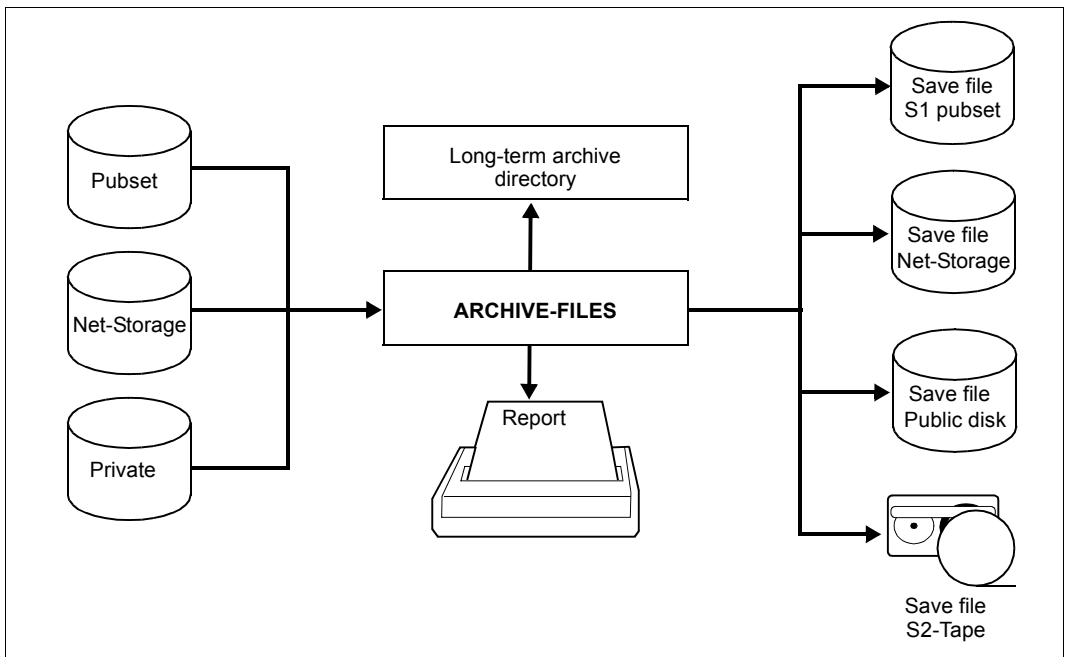 Pubset
Net-Storage
Private
Long-term archive
directory
ARCHIVE-FILES
Report
Save file
S1 pubset
Save file
Net-Storage
Save file
Public disk
Save file
S2-Tape